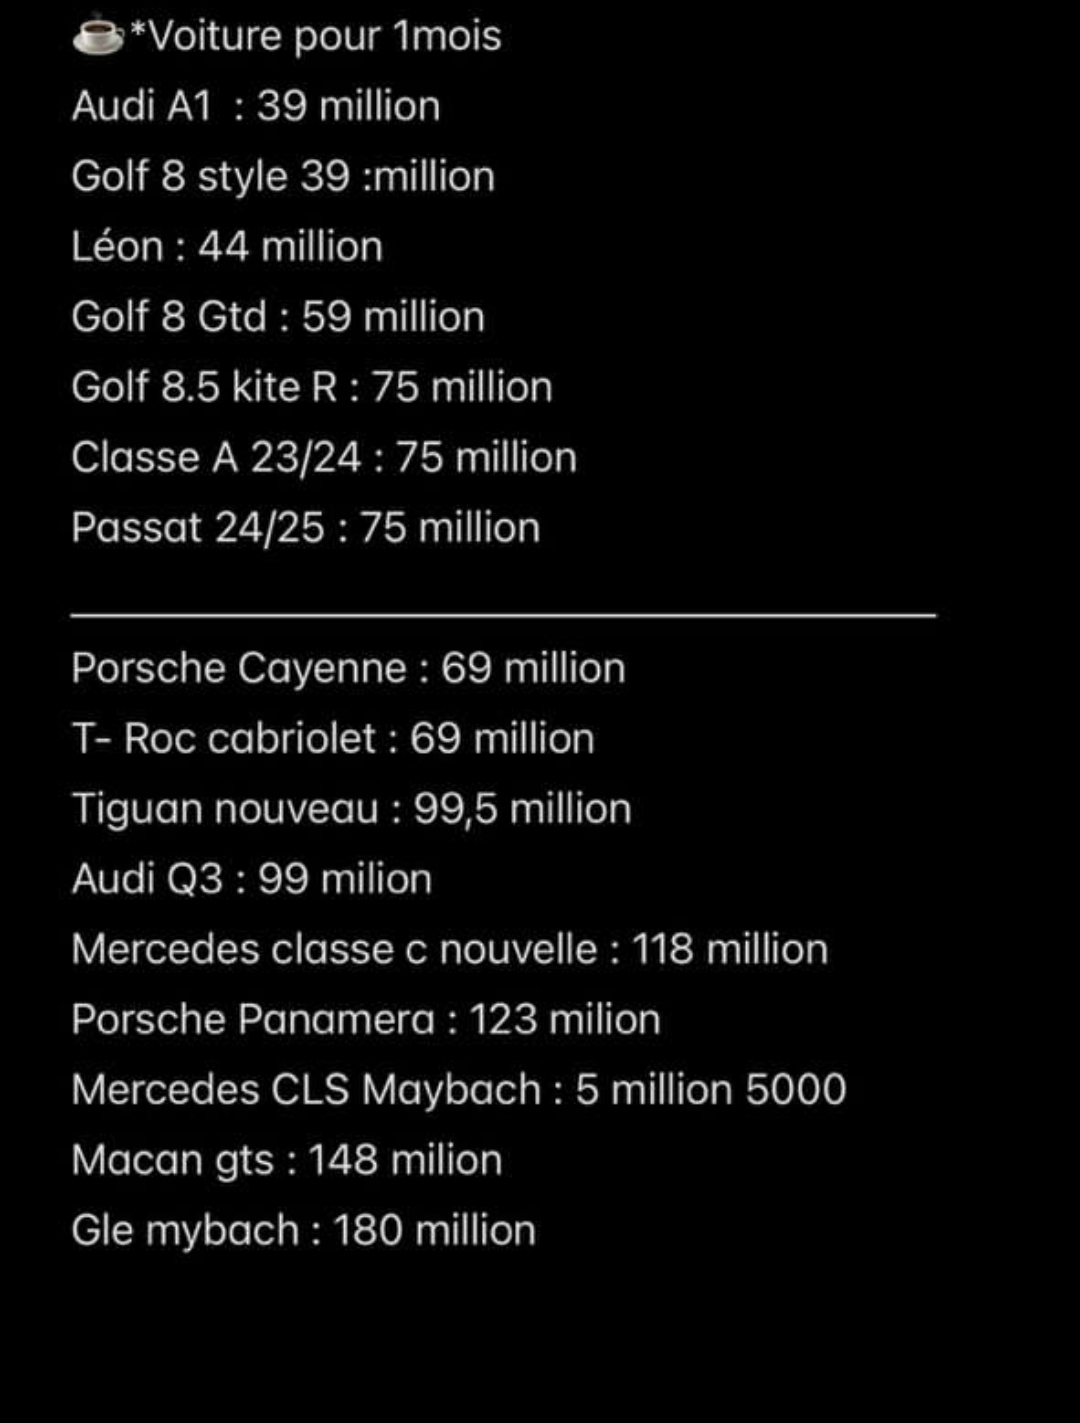 ☕*Voiture pour 1mois
Audi A1  : 39 million
Golf 8 style 39 :million
Léon : 44 million
Golf 8 Gtd : 59 million
Golf 8.5 kite R : 75 million
Classe A 23/24 : 75 million
Passat 24/25 : 75 million
Porsche Cayenne : 69 million
T- Roc cabriolet : 69 million
Tiguan nouveau : 99,5 million
Audi Q3 : 99 milion
Mercedes classe c nouvelle : 118 million
Porsche Panamera : 123 milion
Mercedes CLS Maybach : 5 million 5000
Macan gts : 148 milion
Gle mybach : 180 million